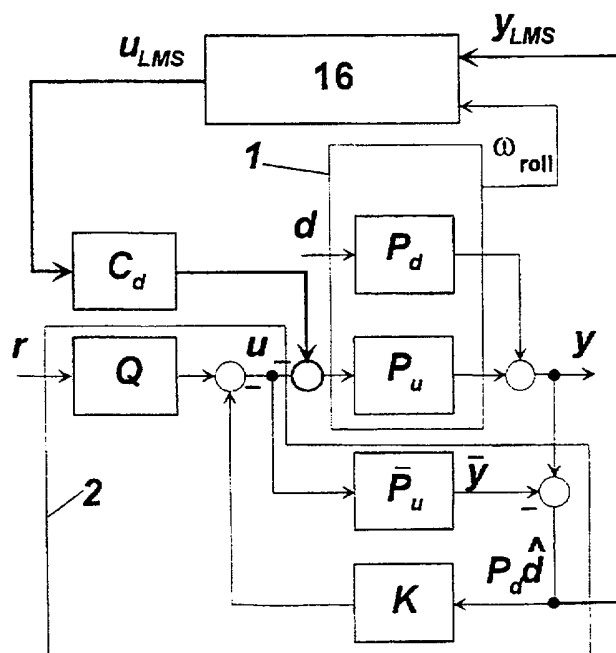 y_LMS
u_LMS
16
1
ω_roll
d
P_d
C_d
r
Q
u
–
–
P_u
y
2
P̄_u
ȳ
–
P_d d̂
K